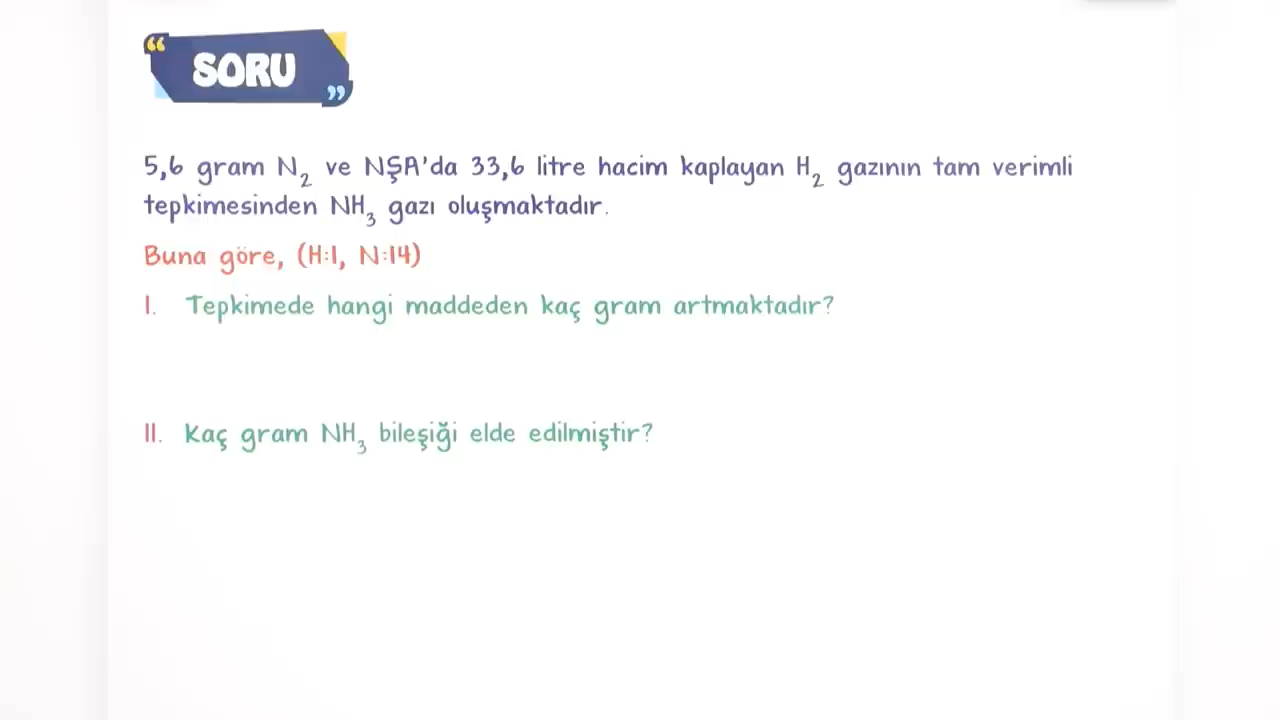 SORU
5,6 gram N₂ ve NŞA'da 33,6 litre hacim kaplayan H₂ gazının tam verimli
tepkimesinden NH₃ gazı oluşmaktadır.
Buna göre, (H:1, N:14)
I. Tepkimede hangi maddeden kaç gram artmaktadır?
II. Kaç gram NH₃ bileşiği elde edilmiştir?